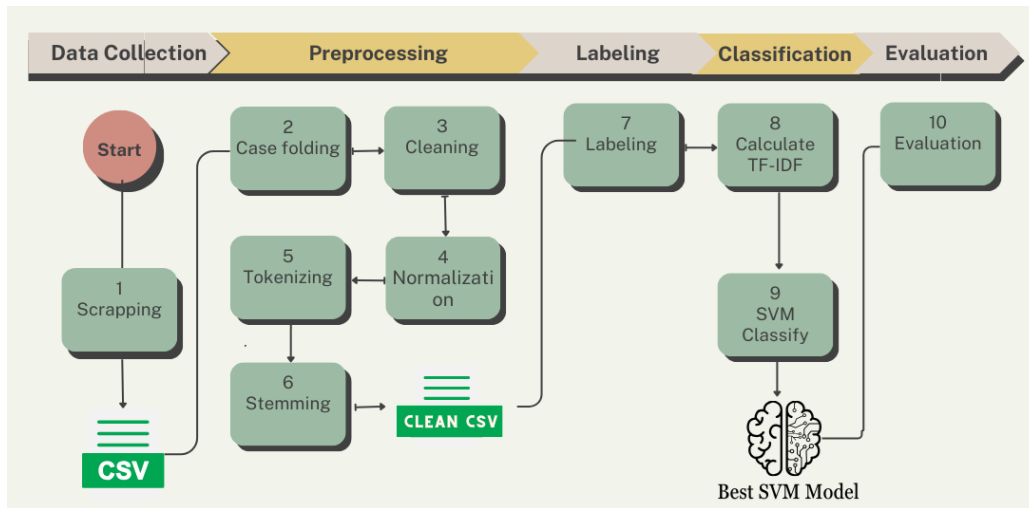 Data Collection
Preprocessing
Labeling
Classification
Evaluation
Start
1
Scrapping
CSV
2
Case folding
3
Cleaning
4
Normalizati
on
5
Tokenizing
6
Stemming
CLEAN CSV
7
Labeling
8
Calculate
TF-IDF
9
SVM
Classify
Best SVM Model
10
Evaluation